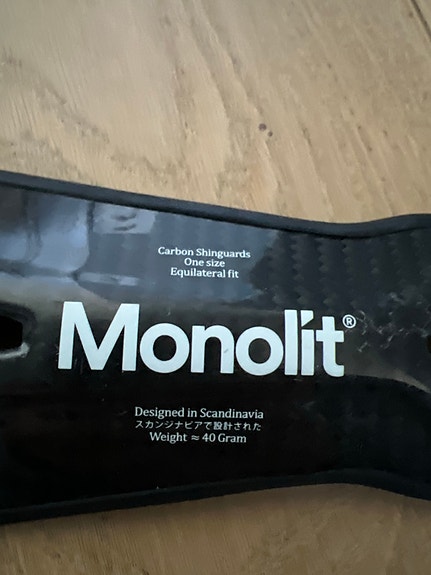 Carbon Shinguards
One size
Equilateral fit
Monolit®
Designed in Scandinavia
スカンジナビアで設計された
Weight ≈ 40 Gram